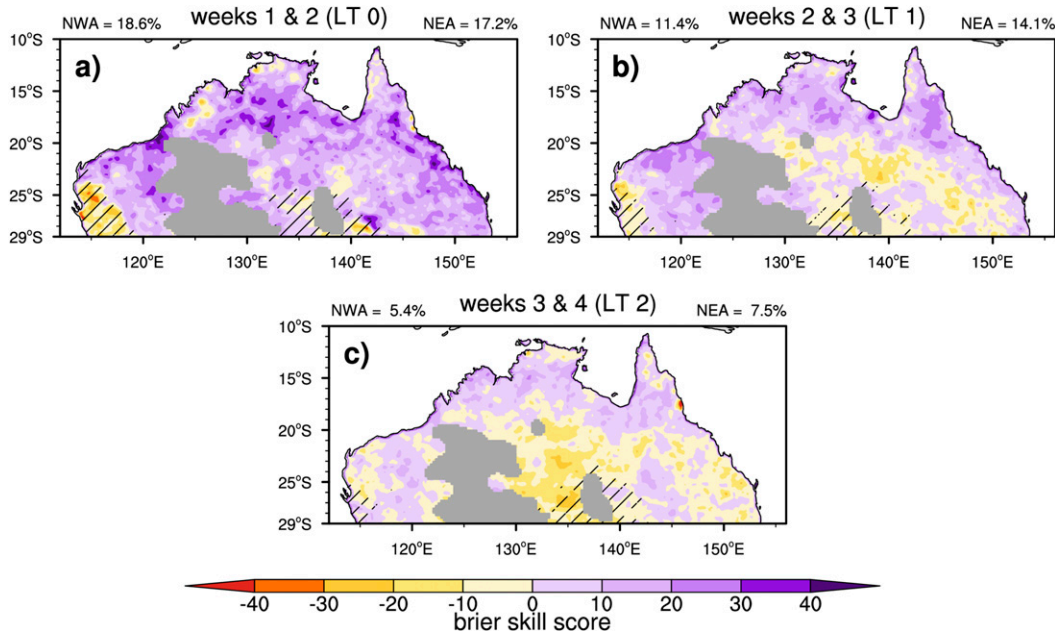 weeks 1 & 2 (LT 0)
NWA = 18.6% NEA = 17.2%
a)
10°S
15°S
20°S
25°S
29°S
120°E 130°E 140°E 150°E
weeks 2 & 3 (LT 1)
NWA = 11.4% NEA = 14.1%
b)
10°S
15°S
20°S
25°S
29°S
120°E 130°E 140°E 150°E
weeks 3 & 4 (LT 2)
NWA = 5.4% NEA = 7.5%
c)
10°S
15°S
20°S
25°S
29°S
120°E 130°E 140°E 150°E
-40 -30 -20 -10 0 10 20 30 40
brier skill score